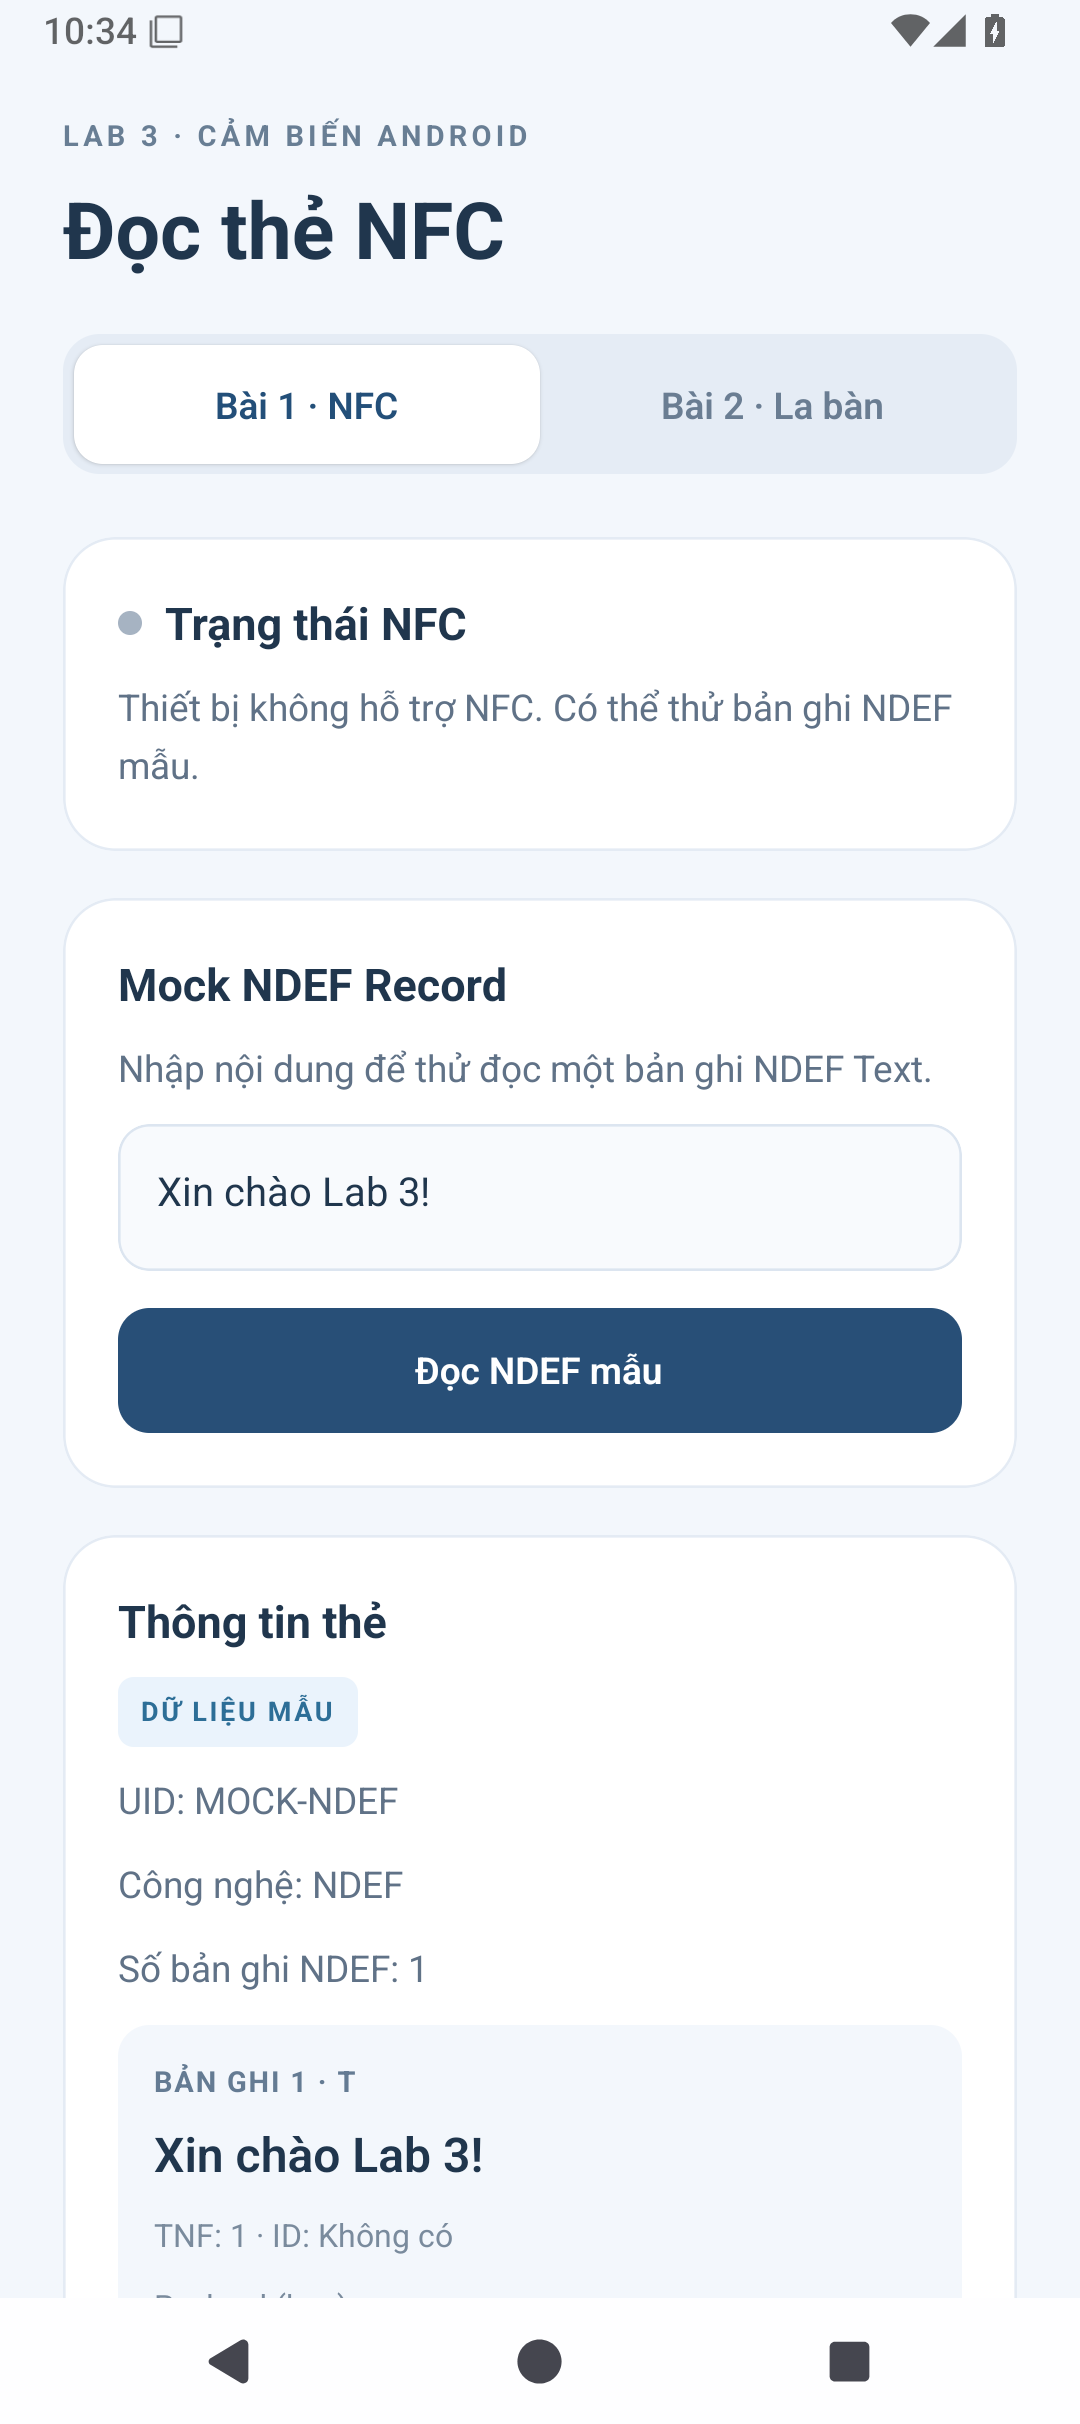 10:34
LAB 3 · CẢM BIẾN ANDROID
Đọc thẻ NFC
Bài 1 · NFC
Bài 2 · La bàn
Trạng thái NFC
Thiết bị không hỗ trợ NFC. Có thể thử bản ghi NDEF
mẫu.
Mock NDEF Record
Nhập nội dung để thử đọc một bản ghi NDEF Text.
Xin chào Lab 3!
Đọc NDEF mẫu
Thông tin thẻ
DỮ LIỆU MẪU
UID: MOCK-NDEF
Công nghệ: NDEF
Số bản ghi NDEF: 1
BẢN GHI 1 · T
Xin chào Lab 3!
TNF: 1 · ID: Không có